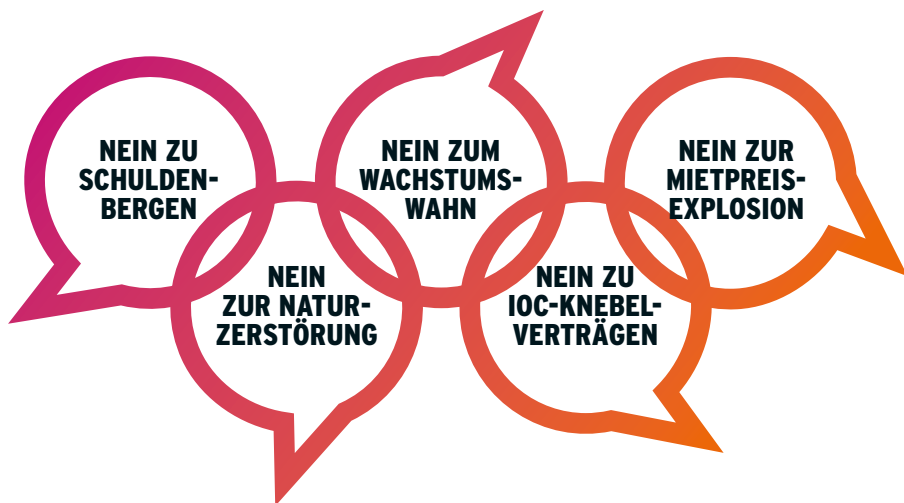 NEIN ZU
SCHULDEN-
BERGEN
NEIN ZUM
WACHSTUMS-
WAHN
NEIN ZUR
MIETPREIS-
EXPLOSION
NEIN
ZUR NATUR-
ZERSTÖRUNG
NEIN ZU
IOC-KNEBEL-
VERTRÄGEN